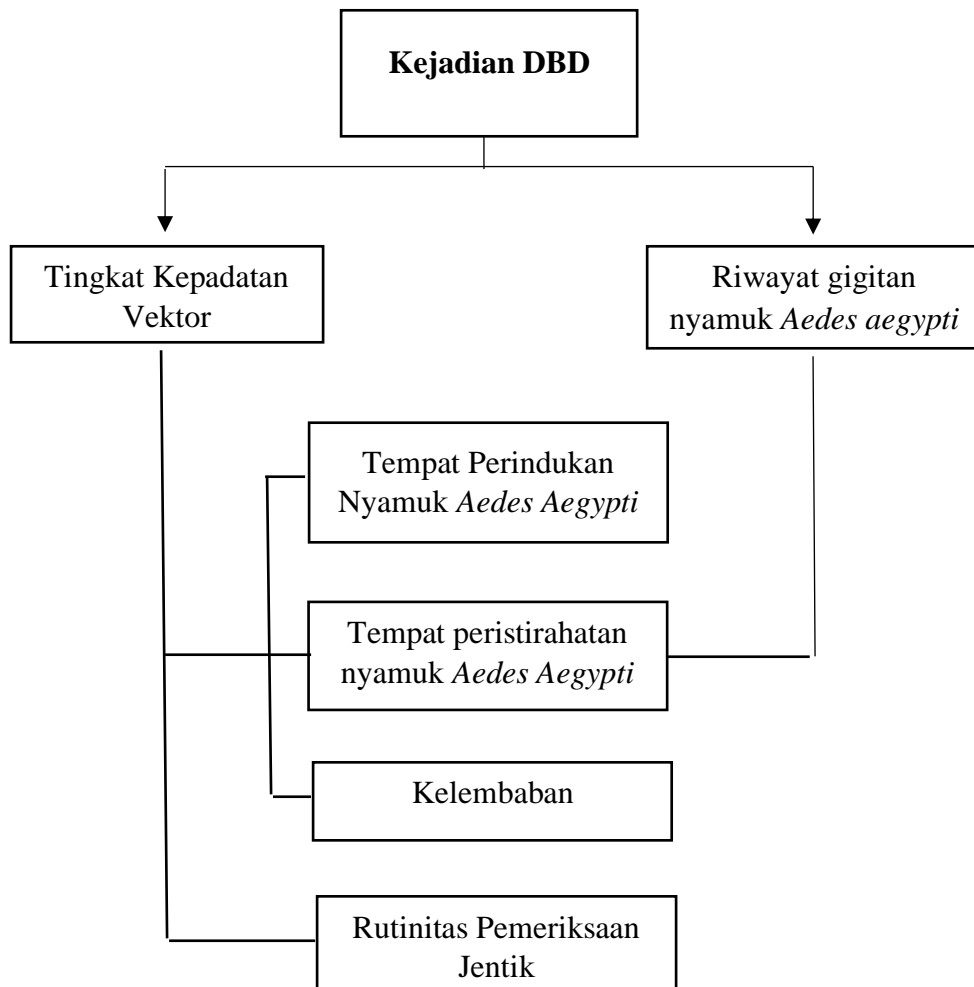 Kejadian DBD
Tingkat Kepadatan
Vektor
Riwayat gigitan
nyamuk Aedes aegypti
Tempat Perindukan
Nyamuk Aedes Aegypti
Tempat peristirahatan
nyamuk Aedes Aegypti
Kelembaban
Rutinitas Pemeriksaan
Jentik